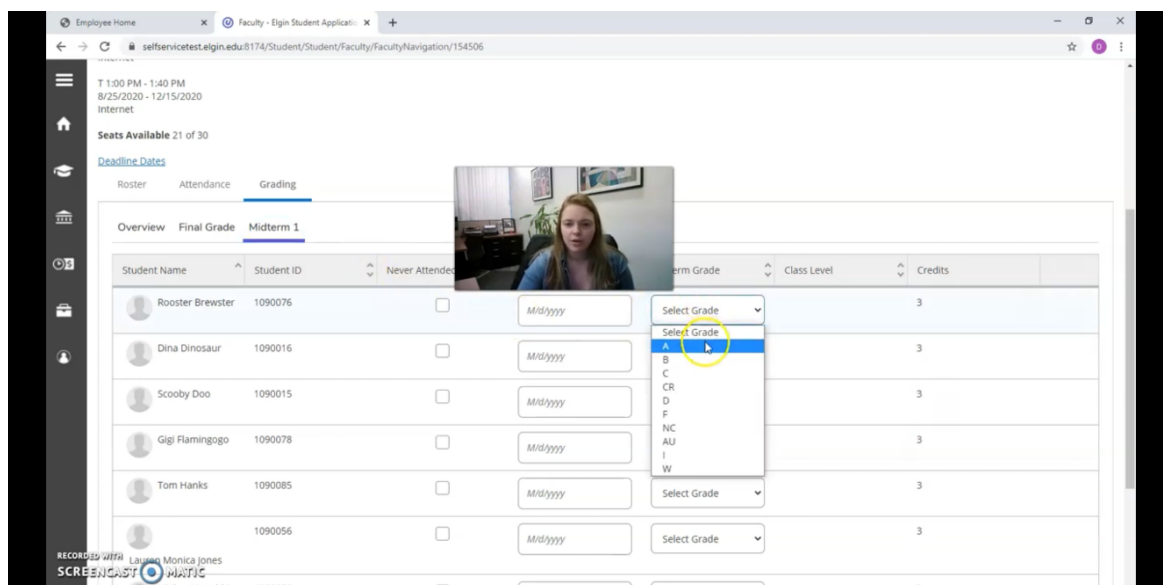 Employee Home
Faculty - Elgin Student Applicatio
selfservicetest.elgin.edu:8174/Student/Student/Faculty/FacultyNavigation/154506
D
T 1:00 PM - 1:40 PM
8/25/2020 - 12/15/2020
Internet
Seats Available 21 of 30
Deadline Dates
Roster Attendance Grading
Overview Final Grade Midterm 1
Student Name Student ID Never Attended erm Grade Class Level Credits
Rooster Brewster 1090076 M/d/yyyy Select Grade 3
Select Grade
A
B
C
CR
D
F
NC
AU
I
W
Dina Dinosaur 1090016 M/d/yyyy 3
Scooby Doo 1090015 M/d/yyyy 3
Gigi Flamingogo 1090078 M/d/yyyy 3
Tom Hanks 1090085 M/d/yyyy Select Grade 3
1090056 M/d/yyyy Select Grade 3
Lauren Monica Jones
RECORDED WITH
SCREENCAST MATIC